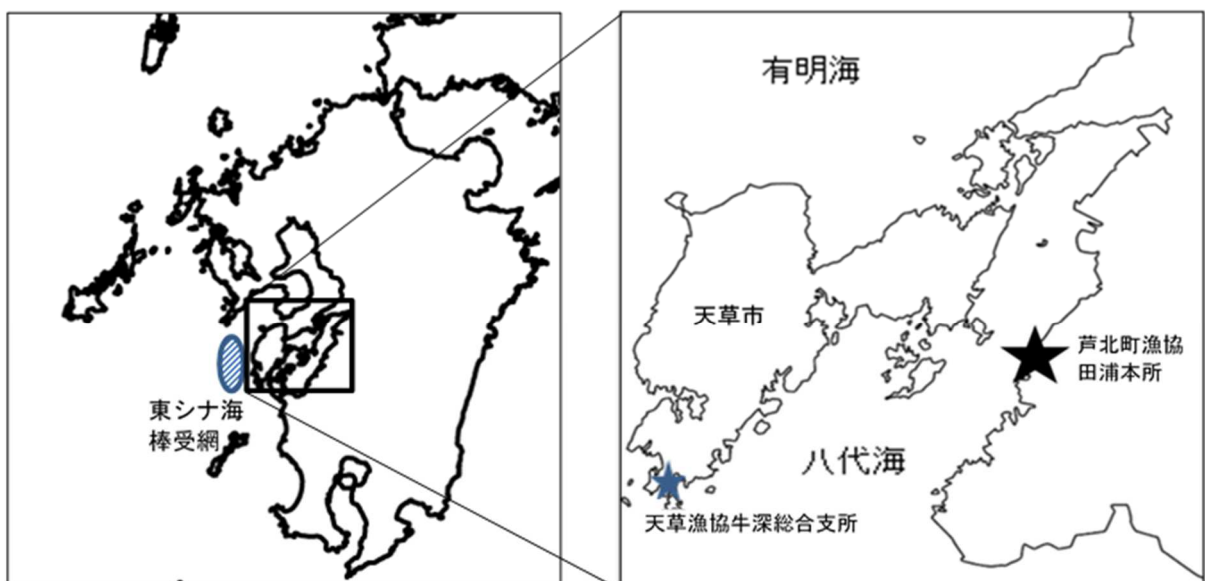 東シナ海
棒受網
有明海
天草市
芦北町漁協
田浦本所
八代海
天草漁協牛深総合支所